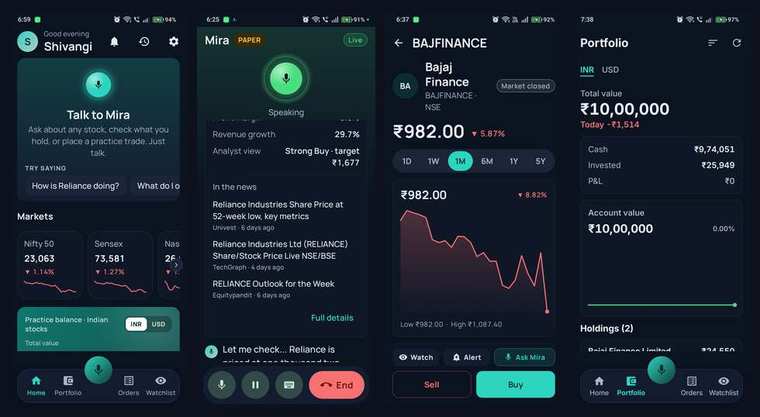 6:59
94%
S
Good evening
Shivangi
Talk to Mira
Ask about any stock, check what you
hold, or place a practice trade. Just
talk.
TRY SAYING
How is Reliance doing?
What do I o
Markets
Nifty 50
23,063
▼ 1.14%
Sensex
73,581
▼ 1.27%
Nas
26
Practice balance · Indian
stocks
INR
USD
Total value
Home
Portfolio
Orders
Watchlist
6:25
91%
Mira
PAPER
Live
Speaking
Revenue growth
29.7%
Analyst view
Strong Buy · target
₹1,677
In the news
Reliance Industries Share Price at
52-week low, key metrics
Univest · 6 days ago
Reliance Industries Ltd (RELIANCE)
Share/Stock Price Live NSE/BSE
TechGraph · 4 days ago
RELIANCE Outlook for the Week
Equitypandit · 6 days ago
Full details
Let me check... Reliance is
End
6:37
92%
BAJFINANCE
BA
Bajaj
Finance
BAJFINANCE ·
NSE
Market closed
₹982.00
▼ 5.87%
1D
1W
1M
6M
1Y
5Y
₹982.00
▼ 8.82%
Low ₹982.00 · High ₹1,087.40
Watch
Alert
Ask Mira
Sell
Buy
7:38
97%
Portfolio
INR
USD
Total value
₹10,00,000
Today -₹1,514
Cash
₹9,74,051
Invested
₹25,949
P&L
₹0
Account value
₹10,00,000
0.00%
Holdings (2)
Bajaj Finance Limited
Home
Portfolio
Orders
Watchlist